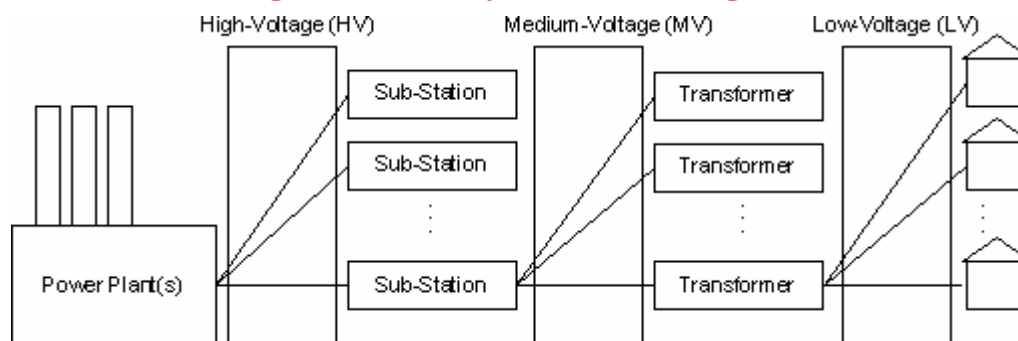 High-Voltage (HV) Medium-Voltage (MV) Low-Voltage (LV)
Sub-Station Transformer
Sub-Station Transformer
Power Plant(s) Sub-Station Transformer